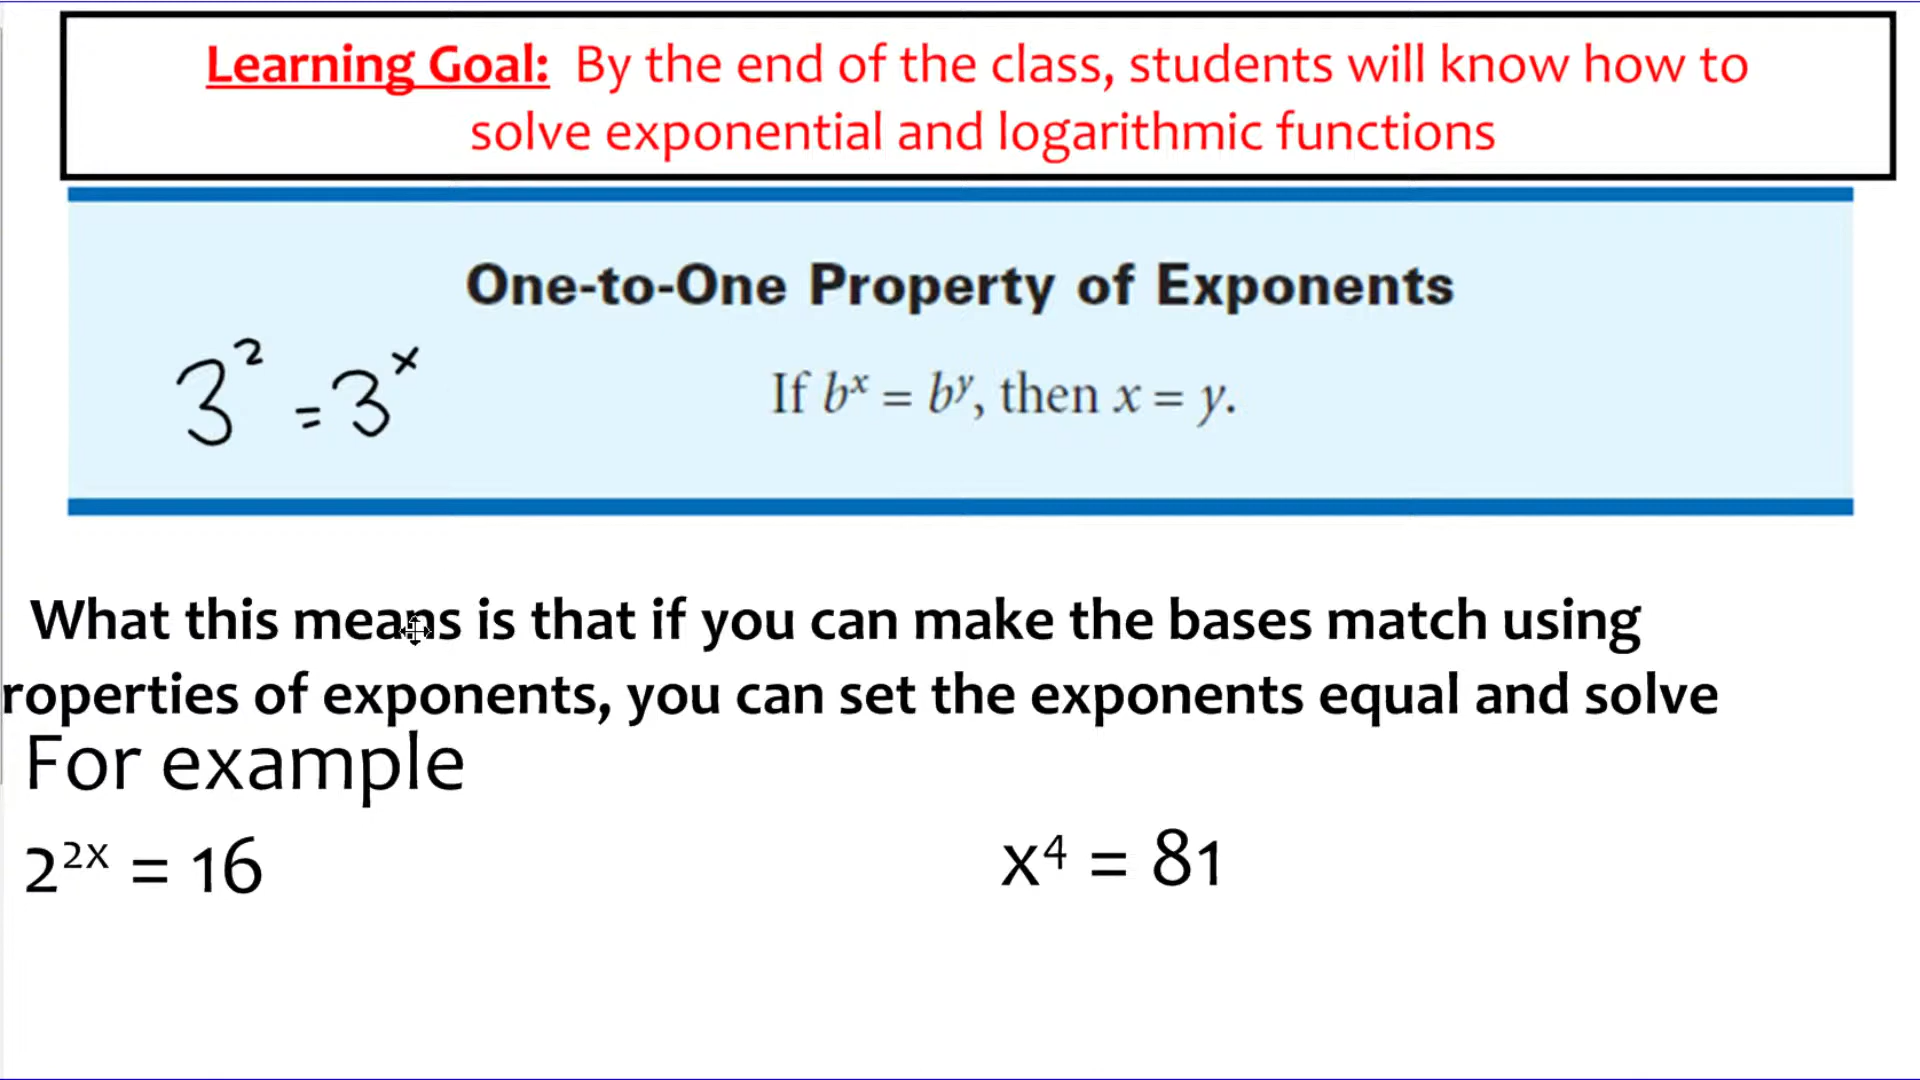 Learning Goal: By the end of the class, students will know how to
solve exponential and logarithmic functions
One-to-One Property of Exponents
3² = 3ˣ
If bˣ = bʸ, then x = y.
What this means is that if you can make the bases match using
roperties of exponents, you can set the exponents equal and solve
For example
2²ˣ = 16
x⁴ = 81